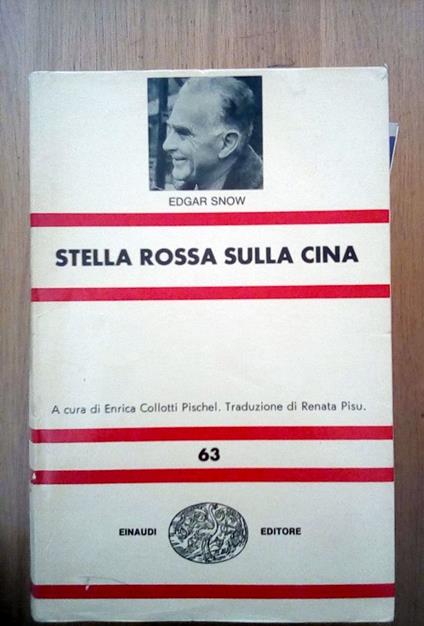 EDGAR SNOW
STELLA ROSSA SULLA CINA
A cura di Enrica Collotti Pischel. Traduzione di Renata Pisu.
63
EINAUDI EDITORE